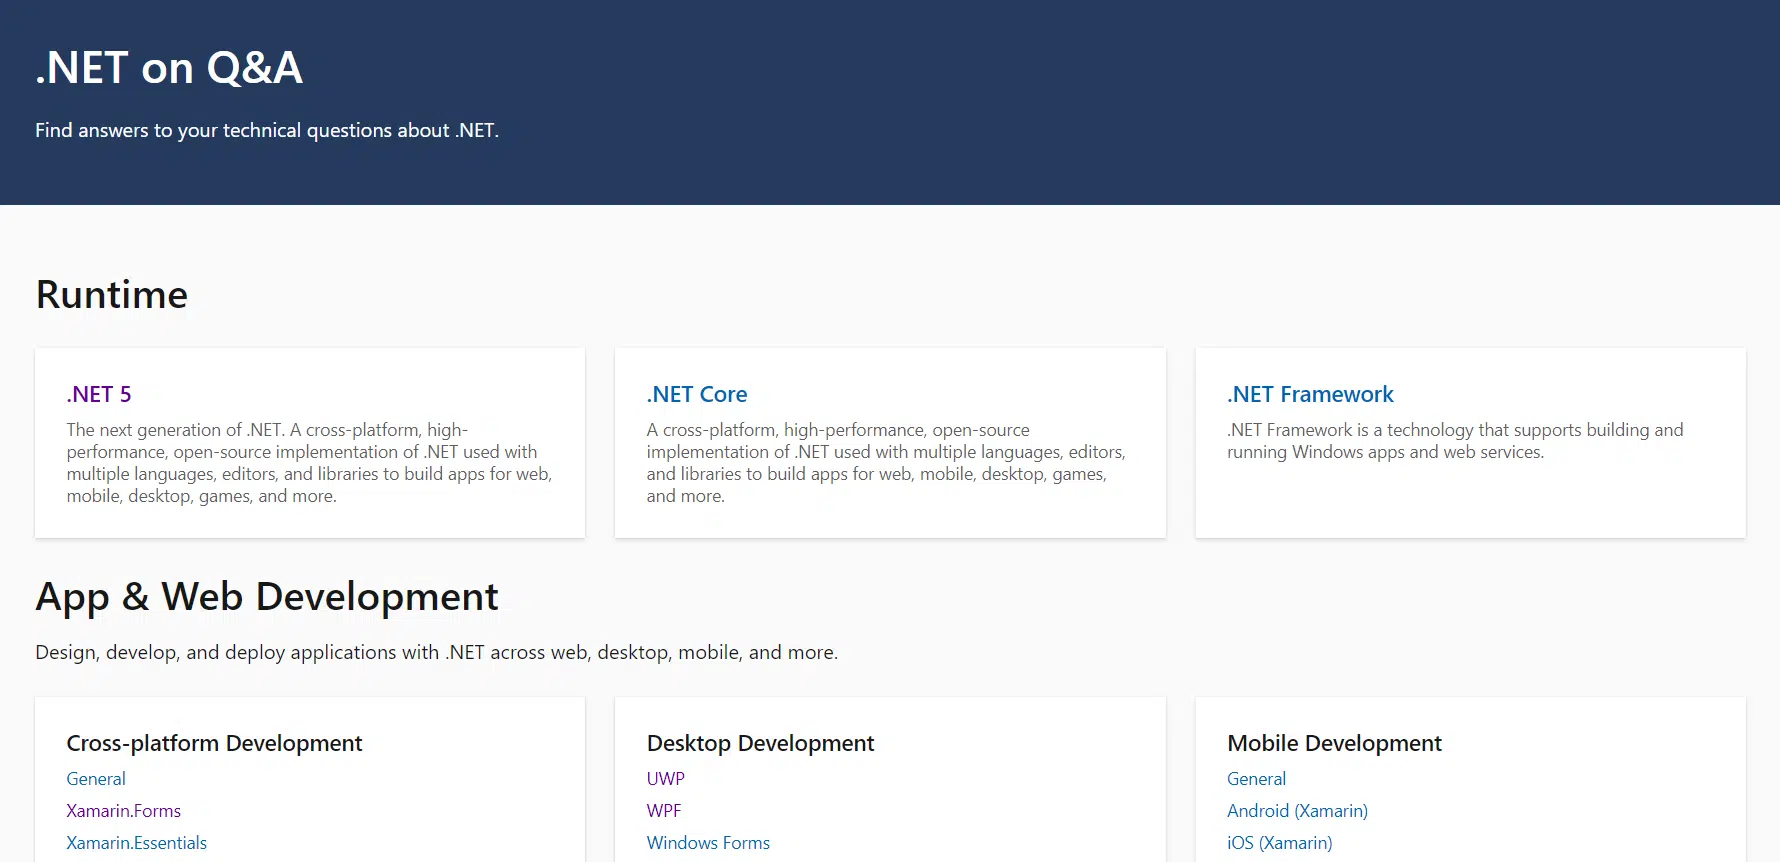 .NET on Q&A
Find answers to your technical questions about .NET.
Runtime
.NET 5
The next generation of .NET. A cross-platform, high-
performance, open-source implementation of .NET used with
multiple languages, editors, and libraries to build apps for web,
mobile, desktop, games, and more.
.NET Core
A cross-platform, high-performance, open-source
implementation of .NET used with multiple languages, editors,
and libraries to build apps for web, mobile, desktop, games,
and more.
.NET Framework
.NET Framework is a technology that supports building and
running Windows apps and web services.
App & Web Development
Design, develop, and deploy applications with .NET across web, desktop, mobile, and more.
Cross-platform Development
General
Xamarin.Forms
Xamarin.Essentials
Desktop Development
UWP
WPF
Windows Forms
Mobile Development
General
Android (Xamarin)
iOS (Xamarin)